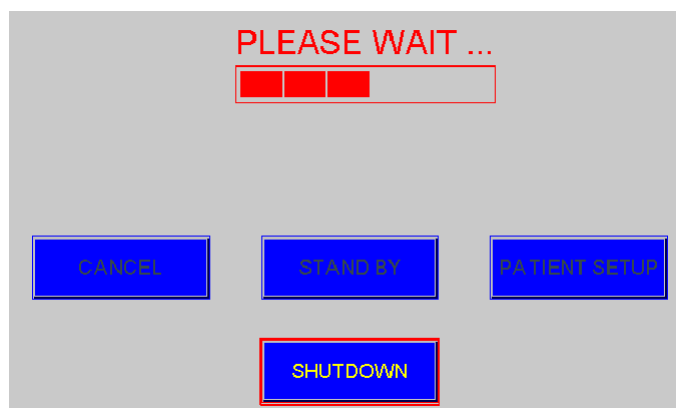 PLEASE WAIT ...
CANCEL
STAND BY
PATIENT SETUP
SHUTDOWN